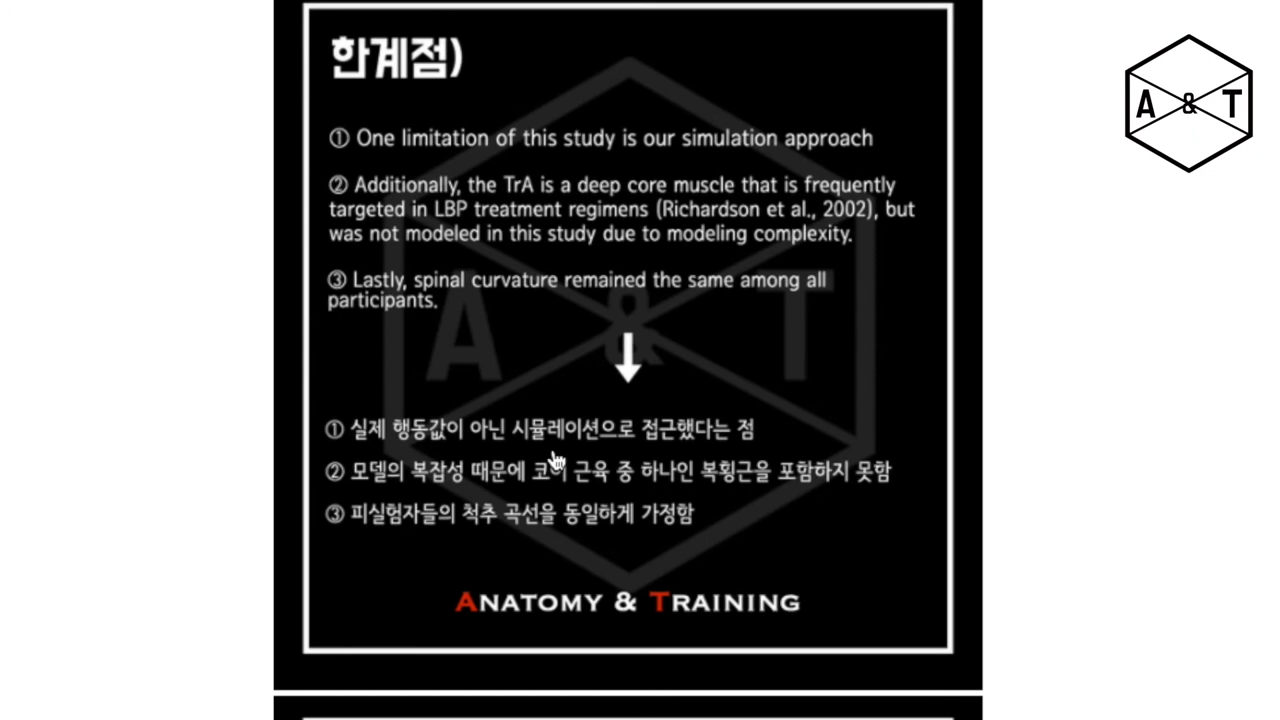 한계점)
① One limitation of this study is our simulation approach
② Additionally, the TrA is a deep core muscle that is frequently
targeted in LBP treatment regimens (Richardson et al., 2002), but
was not modeled in this study due to modeling complexity.
③ Lastly, spinal curvature remained the same among all
participants.
① 실제 행동값이 아닌 시뮬레이션으로 접근했다는 점
② 모델의 복잡성 때문에 코어 근육 중 하나인 복횡근을 포함하지 못함
③ 피실험자들의 척추 곡선을 동일하게 가정함
ANATOMY & TRAINING
A & T
A & T